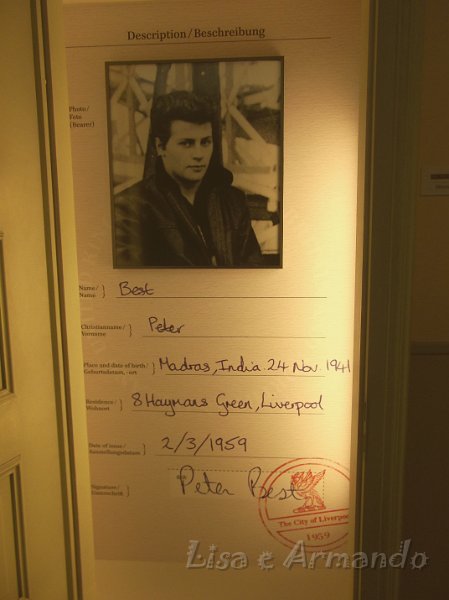 Description/Beschreibung
Photo/
Foto
(Bearer)
Name/
Name
Best
Christianname/
Vorname
Peter
Place and date of birth/
Geburtsdatum, -ort
Madras, India 24 Nov. 1941
Residence/
Wohnort
8 Haymans Green, Liverpool
Date of issue/
Ausstellungsdatum
2/3/1959
Signature/
Unterschrift
Peter Best
The City of Liverpool
1959
Lisa e Armando